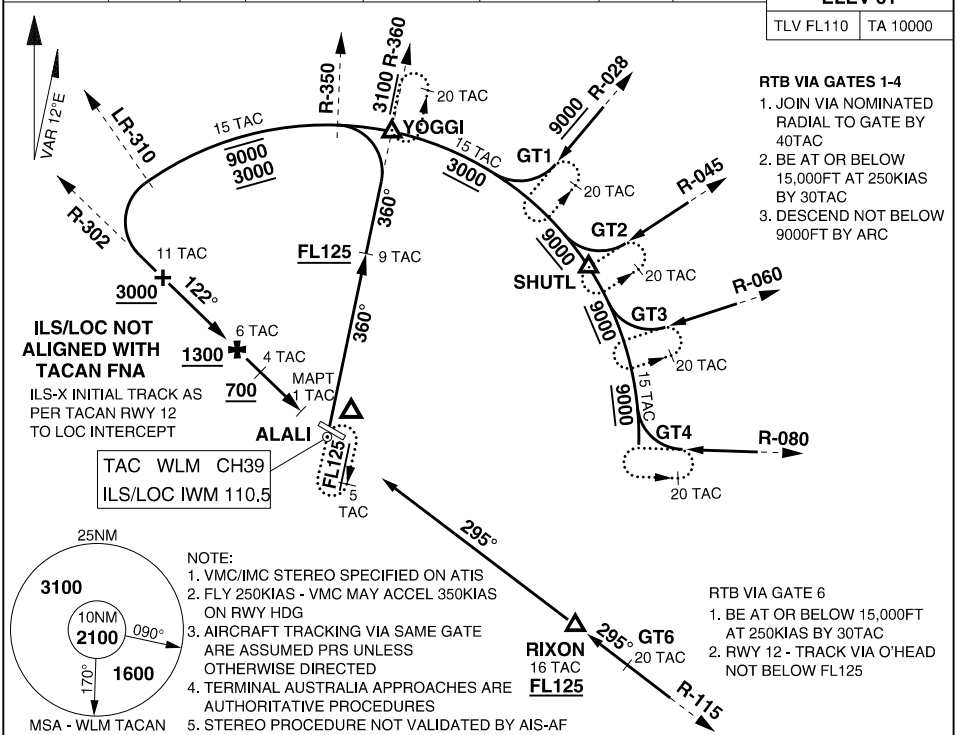 ELEV 31
TLV FL110
TA 10000
VAR 12°E
LR-310
R-302
15 TAC
9000
3000
R-350
3100
R-360
20 TAC
YOGGI
15 TAC
3000
9000
R-028
GT1
20 TAC
R-045
GT2
9000
SHUTL
20 TAC
R-060
GT3
9000
20 TAC
15 TAC
9000
GT4
R-080
20 TAC
RTB VIA GATES 1-4
1. JOIN VIA NOMINATED
RADIAL TO GATE BY
40TAC
2. BE AT OR BELOW
15,000FT AT 250KIAS
BY 30TAC
3. DESCEND NOT BELOW
9000FT BY ARC
11 TAC
3000
122°
6 TAC
1300
4 TAC
700
MAPT
1 TAC
360°
FL125
9 TAC
360°
ILS/LOC NOT
ALIGNED WITH
TACAN FNA
ILS-X INITIAL TRACK AS
PER TACAN RWY 12
TO LOC INTERCEPT
ALALI
FL125
5
TAC
TAC WLM CH39
ILS/LOC IWM 110.5
295°
RIXON
16 TAC
FL125
295°
GT6
20 TAC
R-115
25NM
3100
10NM
2100
090°
1600
170°
MSA - WLM TACAN
NOTE:
1. VMC/IMC STEREO SPECIFIED ON ATIS
2. FLY 250KIAS - VMC MAY ACCEL 350KIAS
ON RWY HDG
3. AIRCRAFT TRACKING VIA SAME GATE
ARE ASSUMED PRS UNLESS
OTHERWISE DIRECTED
4. TERMINAL AUSTRALIA APPROACHES ARE
AUTHORITATIVE PROCEDURES
5. STEREO PROCEDURE NOT VALIDATED BY AIS-AF
RTB VIA GATE 6
1. BE AT OR BELOW 15,000FT
AT 250KIAS BY 30TAC
2. RWY 12 - TRACK VIA O'HEAD
NOT BELOW FL125